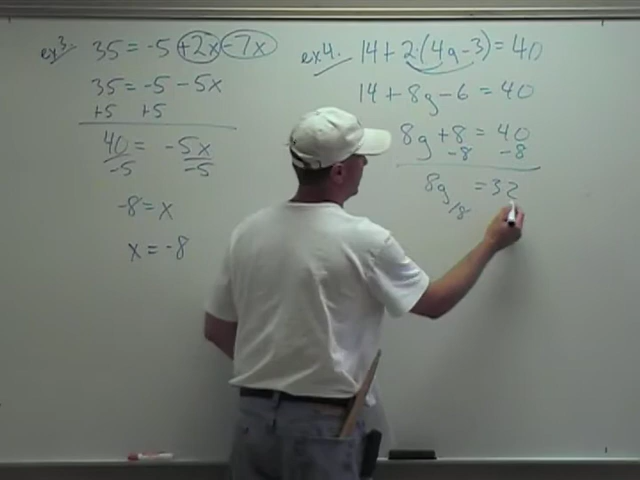 ex3. 35 = -5 +2x -7x
35 = -5 - 5x
+5 +5
40 = -5x
-5 -5
-8 = x
x = -8
ex4. 14 + 2·(4g-3) = 40
14 + 8g - 6 = 40
8g + 8 = 40
-8 -8
8g = 32
/8